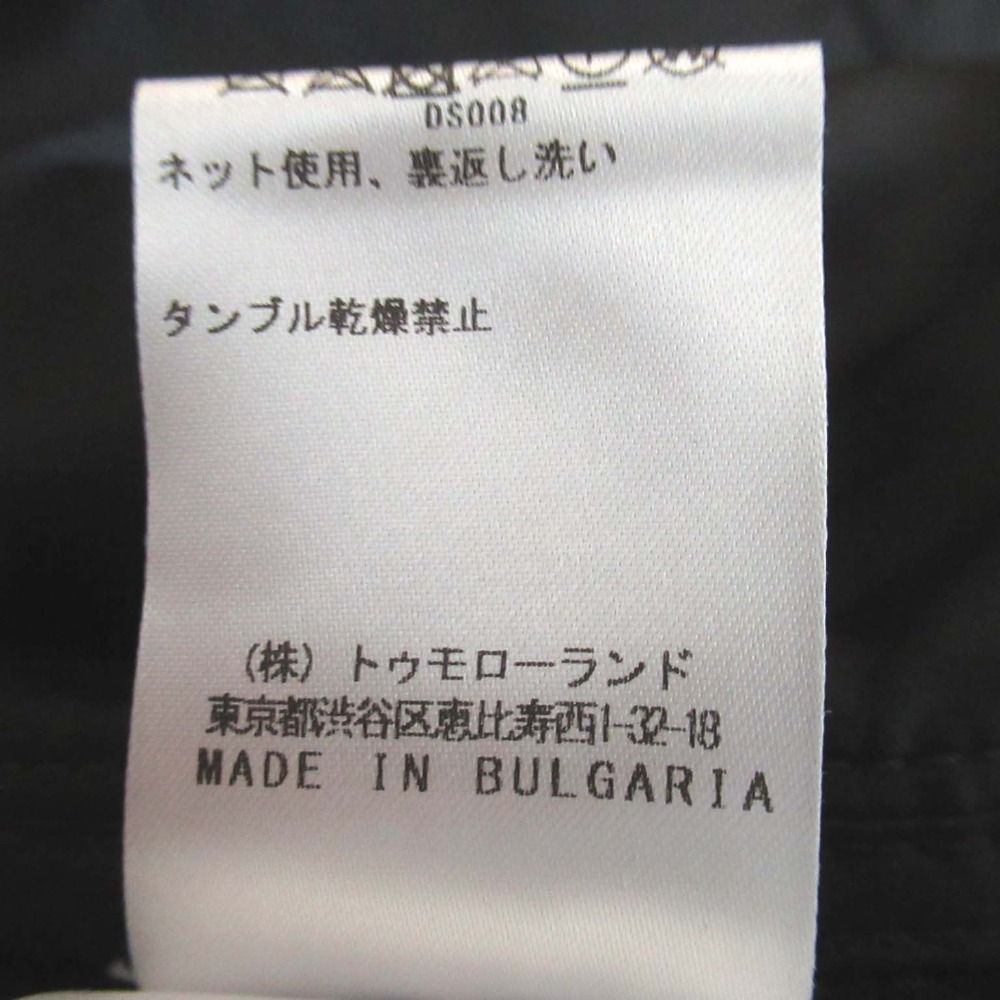 DS008
ネット使用、裏返し洗い
タンブル乾燥禁止
(株) トゥモローランド
東京都渋谷区恵比寿西1-32-18
MADE IN BULGARIA